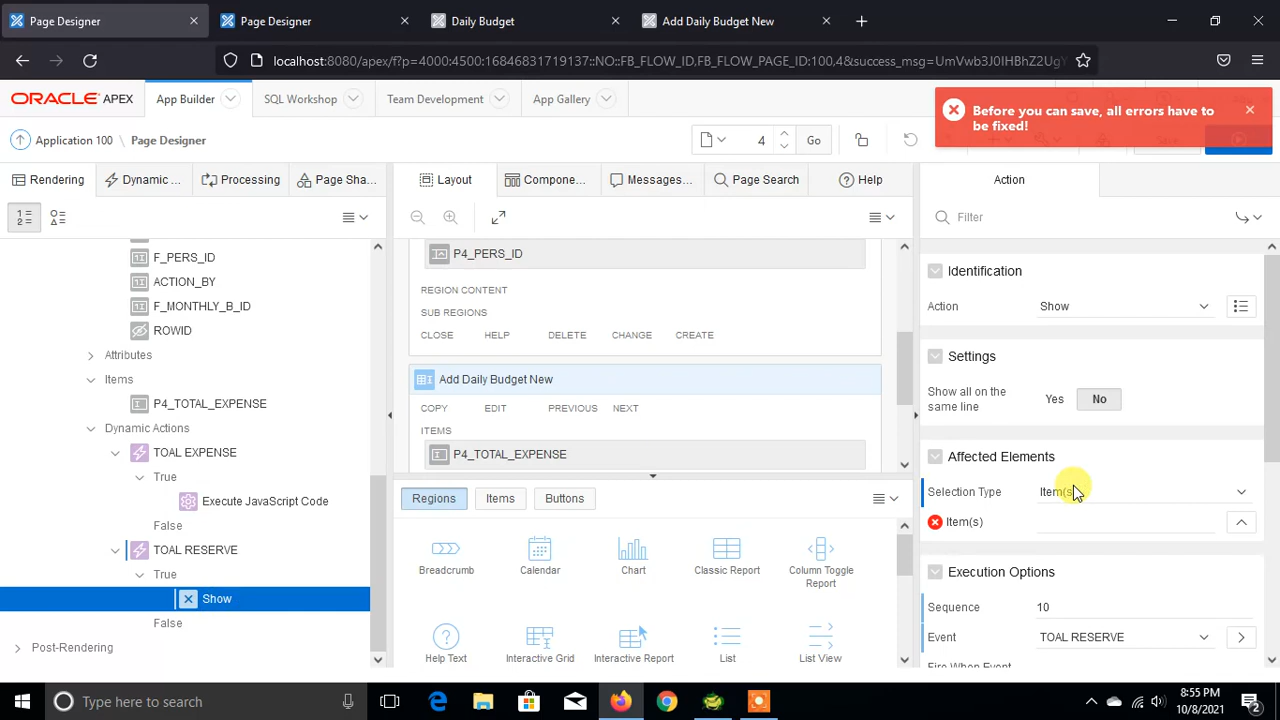 Page Designer
Page Designer
Daily Budget
Add Daily Budget New
localhost:8080/apex/f?p=4000:4500:16846831719137::NO::FB_FLOW_ID,FB_FLOW_PAGE_ID:100,4&success_msg=UmVwb3J0IHBhZ2UgY
ORACLE APEX
App Builder
SQL Workshop
Team Development
App Gallery
Before you can save, all errors have to
be fixed!
Application 100
Page Designer
4
Go
Rendering
Dynamic ...
Processing
Page Sha...
Layout
Compone...
Messages...
Page Search
Help
Action
Filter
F_PERS_ID
ACTION_BY
F_MONTHLY_B_ID
ROWID
Attributes
Items
P4_TOTAL_EXPENSE
Dynamic Actions
TOAL EXPENSE
True
Execute JavaScript Code
False
TOAL RESERVE
True
Show
False
Post-Rendering
P4_PERS_ID
REGION CONTENT
SUB REGIONS
CLOSE HELP DELETE CHANGE CREATE
Add Daily Budget New
COPY EDIT PREVIOUS NEXT
ITEMS
P4_TOTAL_EXPENSE
Regions
Items
Buttons
Breadcrumb
Calendar
Chart
Classic Report
Column Toggle
Report
Help Text
Interactive Grid
Interactive Report
List
List View
Identification
Action Show
Settings
Show all on the
same line
Yes No
Affected Elements
Selection Type Item(s)
Item(s)
Execution Options
Sequence 10
Event TOAL RESERVE
Fire When Event
Type here to search
8:55 PM
10/8/2021
2